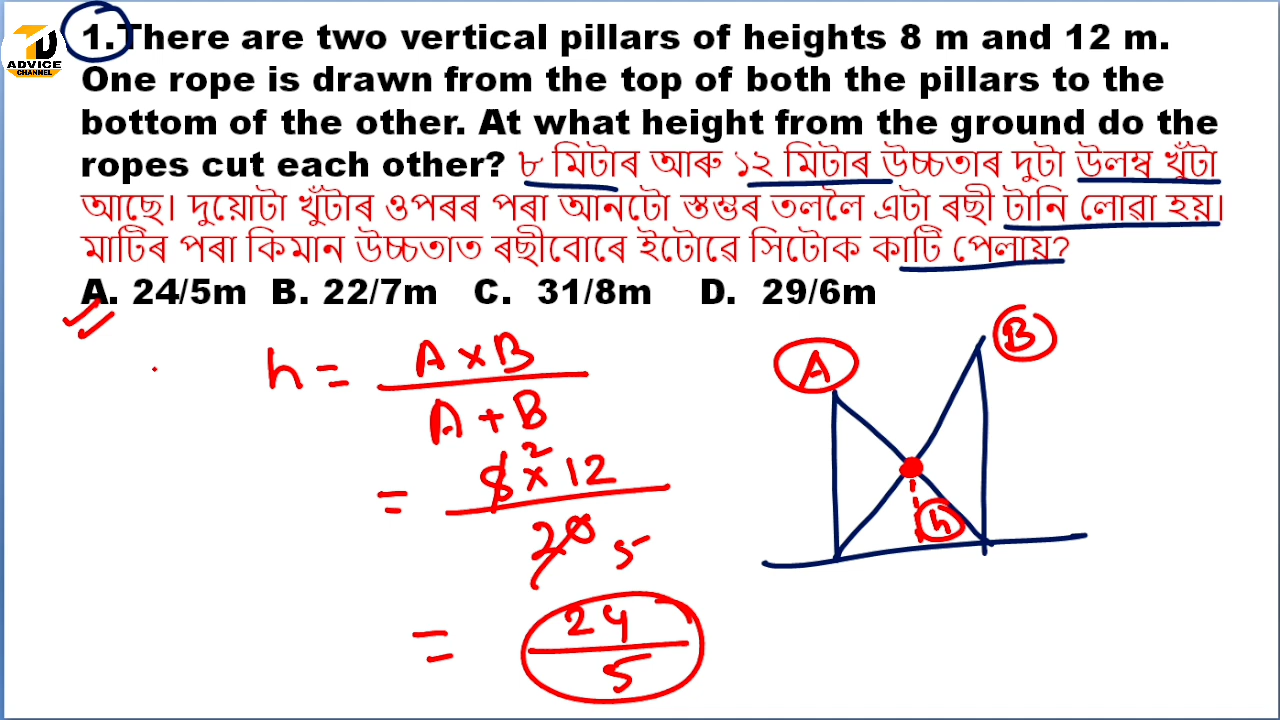 TD
ADVICE
CHANNEL
1.There are two vertical pillars of heights 8 m and 12 m.
One rope is drawn from the top of both the pillars to the
bottom of the other. At what height from the ground do the
ropes cut each other? ৮ মিটাৰ আৰু ১২ মিটাৰ উচ্চতাৰ দুটা উলম্ব খুঁটা
আছে। দুয়োটা খুঁটাৰ ওপৰৰ পৰা আনটো স্তম্ভৰ তললৈ এটা ৰছী টানি লোৱা হয়।
মাটিৰ পৰা কিমান উচ্চতাত ৰছীবোৰে ইটোৱে সিটোক কাটি পেলায়?
A. 24/5m B. 22/7m C. 31/8m D. 29/6m
h = A × B
A + B
= 8 2 × 12
20 5
= 24
5
A
B
h